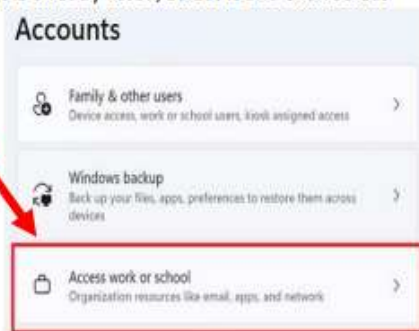 Accounts
Family & other users
Device access, work or school users, kiosk assigned access
Windows backup
Back up your files, apps, preferences to restore them across
devices
Access work or school
Organization resources like email, apps, and network